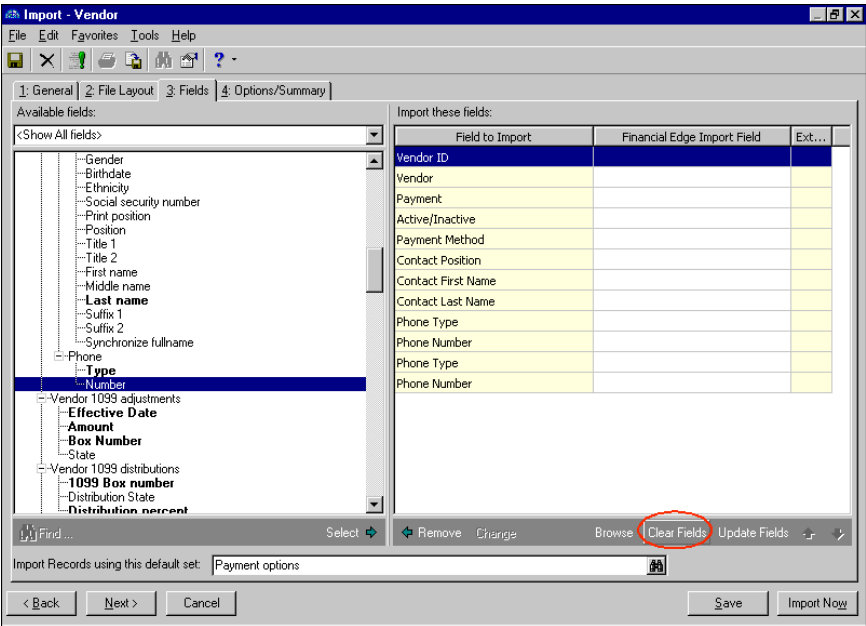 Import - Vendor
File Edit Favorites Tools Help
?
1: General 2: File Layout 3: Fields 4: Options/Summary
Available fields:
<Show All fields>
Gender
Birthdate
Ethnicity
Social security number
Print position
Position
Title 1
Title 2
First name
Middle name
Last name
Suffix 1
Suffix 2
Synchronize fullname
Phone
Type
Number
Vendor 1099 adjustments
Effective Date
Amount
Box Number
State
Vendor 1099 distributions
1099 Box number
Distribution State
Distribution percent
Find ... Select
Import these fields:
Field to Import Financial Edge Import Field Ext...
Vendor ID
Vendor
Payment
Active/Inactive
Payment Method
Contact Position
Contact First Name
Contact Last Name
Phone Type
Phone Number
Phone Type
Phone Number
Remove Change Browse Clear Fields Update Fields
Import Records using this default set: Payment options
< Back Next > Cancel Save Import Now